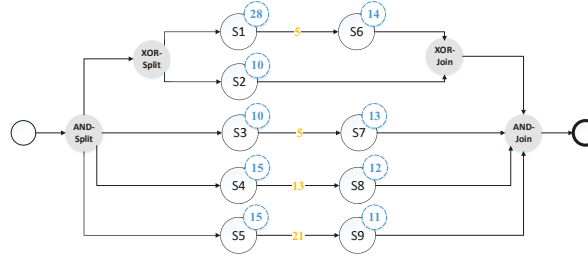 28
14
S1
5
S6
XOR-
Split
XOR-
Join
10
S2
10
13
AND-
Split
S3
5
S7
AND-
Join
15
12
S4
13
S8
15
11
S5
21
S9